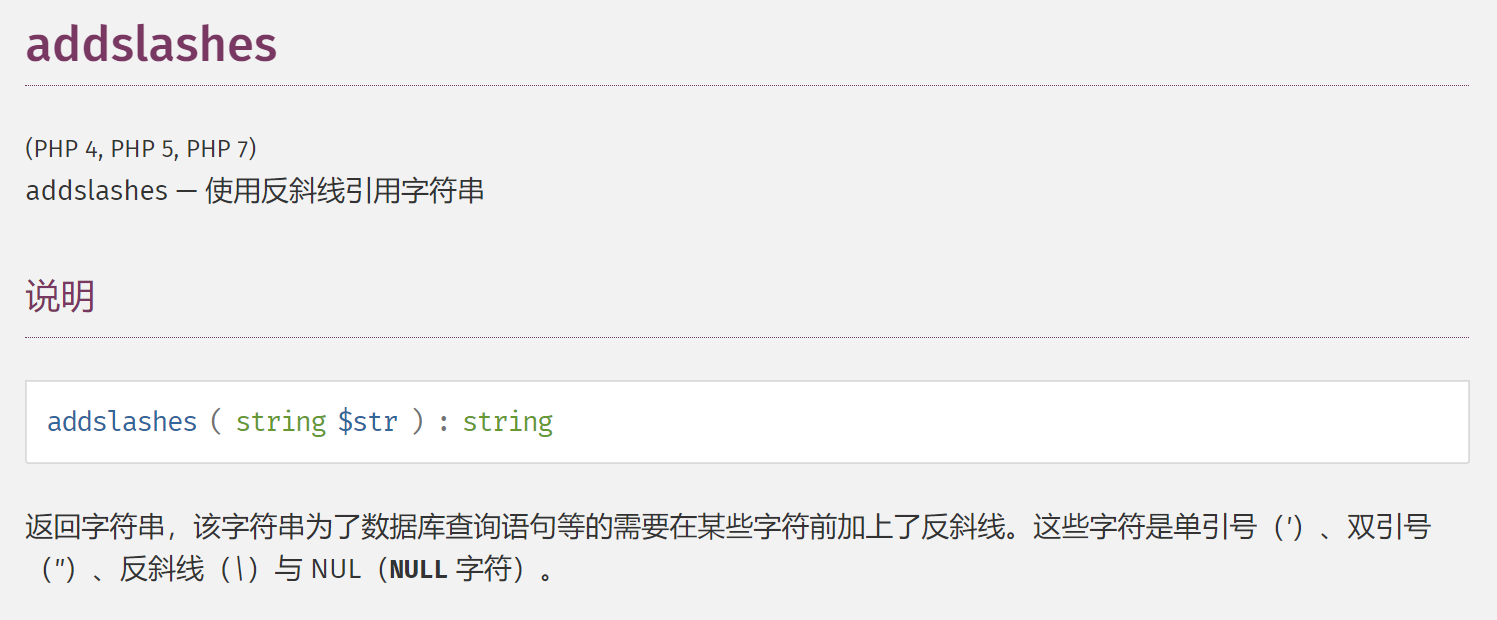 addslashes
(PHP 4, PHP 5, PHP 7)
addslashes — 使用反斜线引用字符串
说明
addslashes ( string $str ) : string
返回字符串，该字符串为了数据库查询语句等的需要在某些字符前加上了反斜线。这些字符是单引号（'）、双引号
（"）、反斜线（\）与 NUL（NULL 字符）。